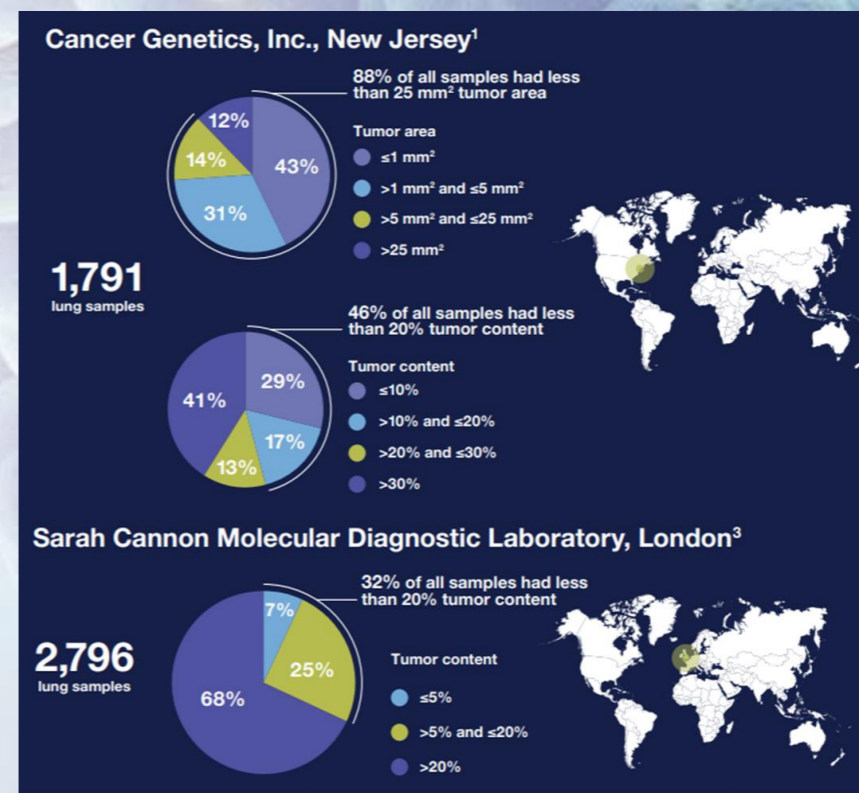 Cancer Genetics, Inc., New Jersey¹
88% of all samples had less
than 25 mm² tumor area
12%
14%
43%
31%
Tumor area
≤1 mm²
>1 mm² and ≤5 mm²
>5 mm² and ≤25 mm²
>25 mm²
1,791
lung samples
46% of all samples had less
than 20% tumor content
41%
29%
17%
13%
Tumor content
≤10%
>10% and ≤20%
>20% and ≤30%
>30%
Sarah Cannon Molecular Diagnostic Laboratory, London³
32% of all samples had less
than 20% tumor content
7%
25%
68%
2,796
lung samples
Tumor content
≤5%
>5% and ≤20%
>20%